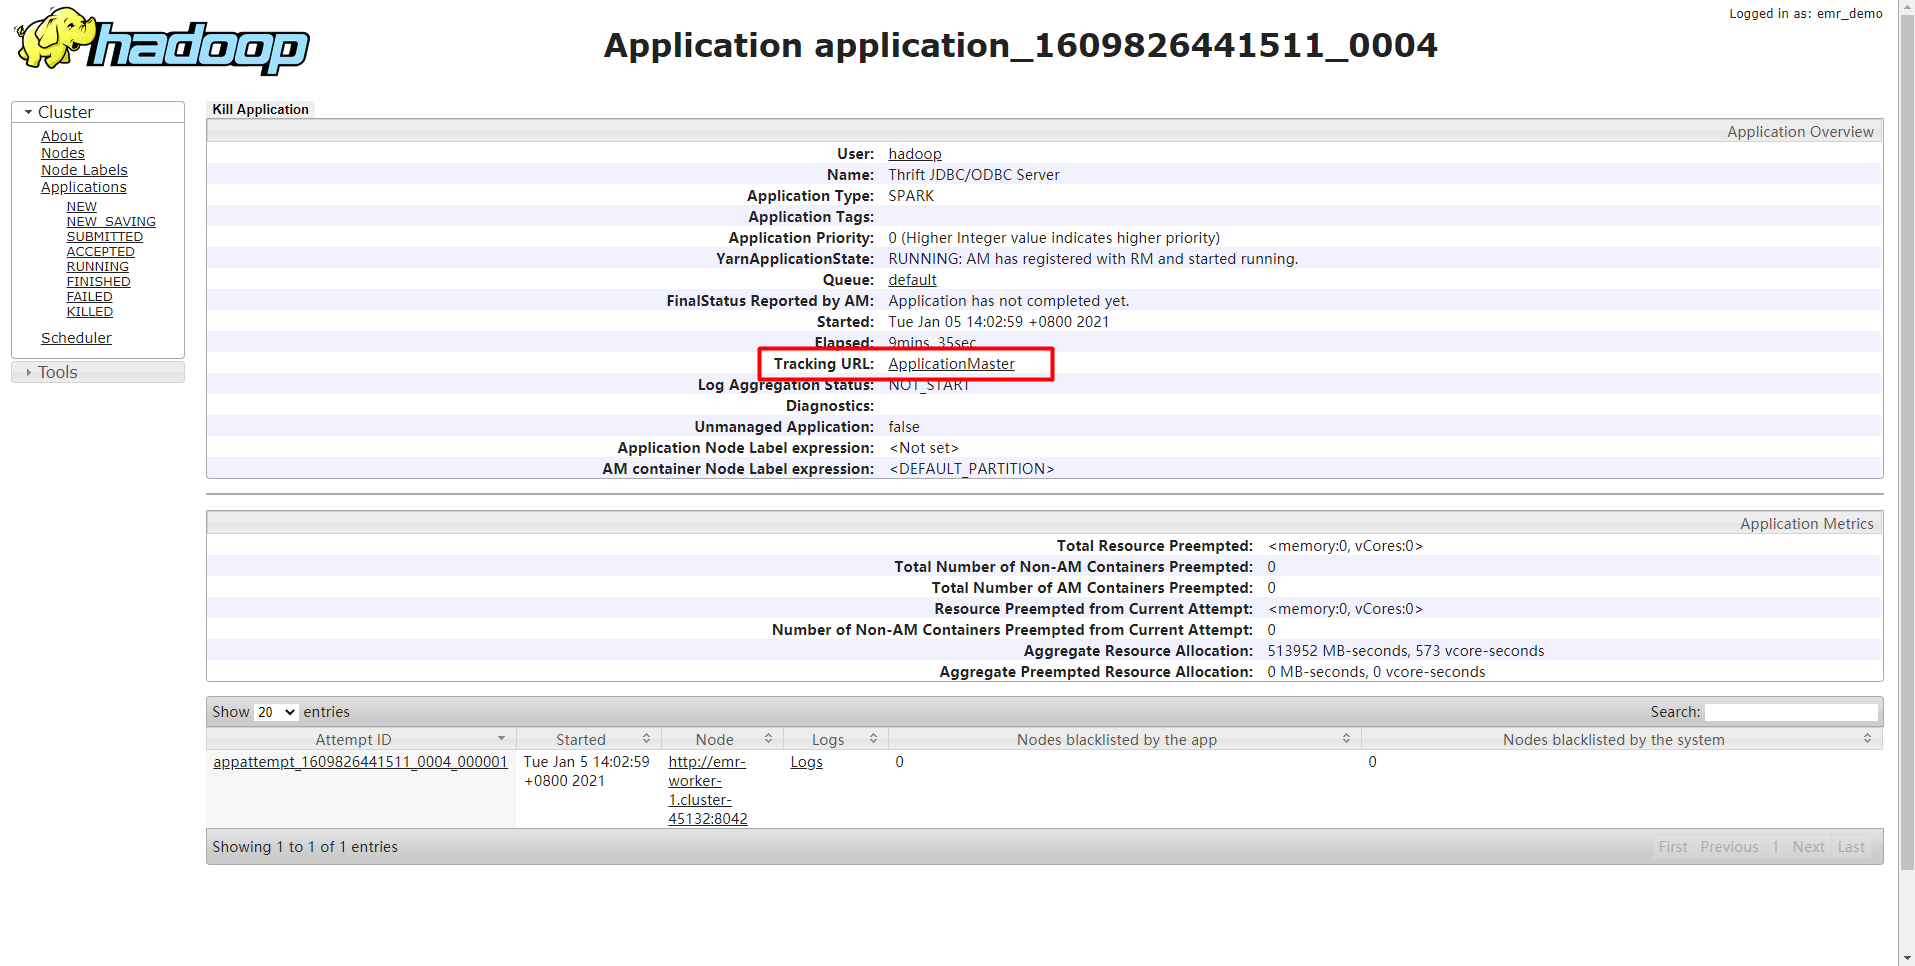 Logged in as: emr_demo
hadoop
Application application_1609826441511_0004
Cluster
About
Nodes
Node Labels
Applications
NEW
NEW_SAVING
SUBMITTED
ACCEPTED
RUNNING
FINISHED
FAILED
KILLED
Scheduler
Tools
Kill Application
Application Overview
User: hadoop
Name: Thrift JDBC/ODBC Server
Application Type: SPARK
Application Tags:
Application Priority: 0 (Higher Integer value indicates higher priority)
YarnApplicationState: RUNNING: AM has registered with RM and started running.
Queue: default
FinalStatus Reported by AM: Application has not completed yet.
Started: Tue Jan 05 14:02:59 +0800 2021
Elapsed: 9mins, 35sec
Tracking URL: ApplicationMaster
Log Aggregation Status: NOT_START
Diagnostics:
Unmanaged Application: false
Application Node Label expression: <Not set>
AM container Node Label expression: <DEFAULT_PARTITION>
Application Metrics
Total Resource Preempted: <memory:0, vCores:0>
Total Number of Non-AM Containers Preempted: 0
Total Number of AM Containers Preempted: 0
Resource Preempted from Current Attempt: <memory:0, vCores:0>
Number of Non-AM Containers Preempted from Current Attempt: 0
Aggregate Resource Allocation: 513952 MB-seconds, 573 vcore-seconds
Aggregate Preempted Resource Allocation: 0 MB-seconds, 0 vcore-seconds
Show 20 entries Search:
Attempt ID Started Node Logs Nodes blacklisted by the app Nodes blacklisted by the system
appattempt_1609826441511_0004_000001 Tue Jan 5 14:02:59 http://emr- Logs 0 0
+0800 2021 worker-
1.cluster-
45132:8042
Showing 1 to 1 of 1 entries First Previous 1 Next Last